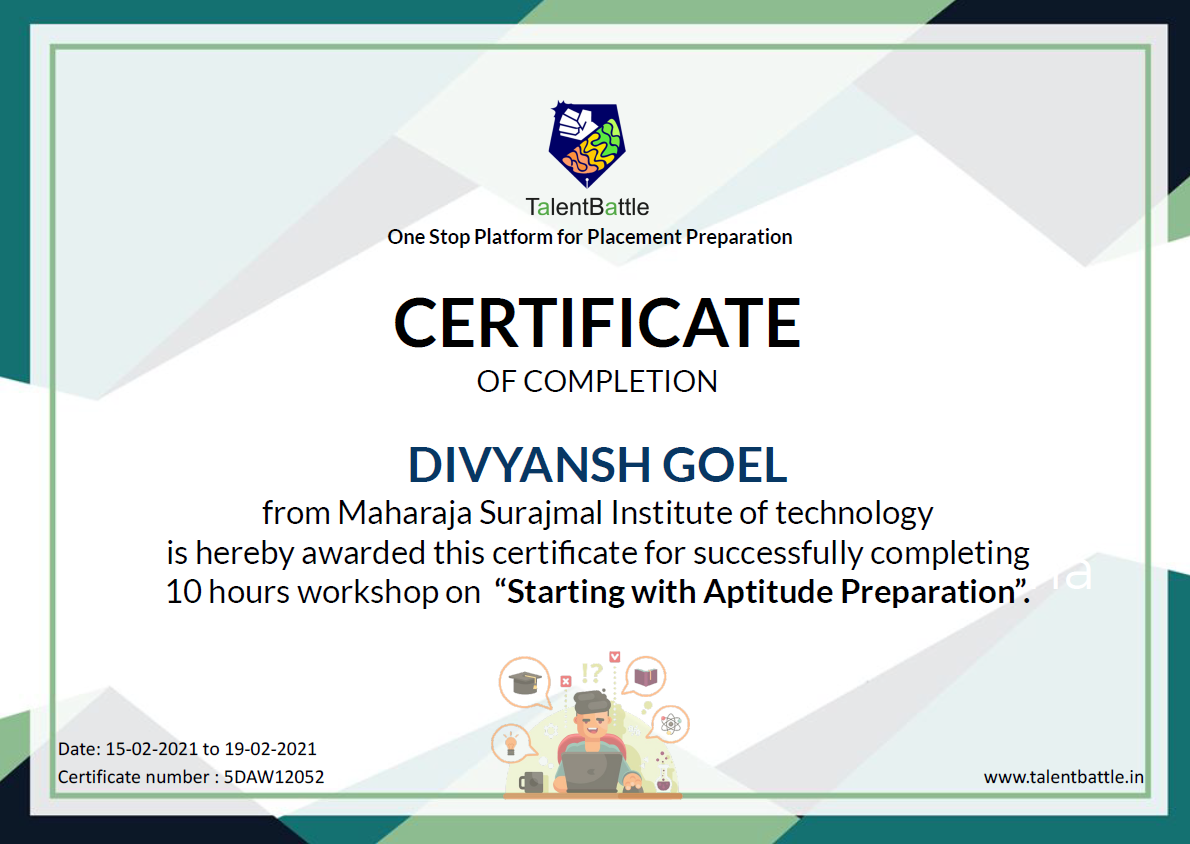 TalentBattle
One Stop Platform for Placement Preparation
CERTIFICATE
OF COMPLETION
DIVYANSH GOEL
from Maharaja Surajmal Institute of technology
is hereby awarded this certificate for successfully completing
10 hours workshop on “Starting with Aptitude Preparation”.
!?
Date: 15-02-2021 to 19-02-2021
Certificate number : 5DAW12052
www.talentbattle.in